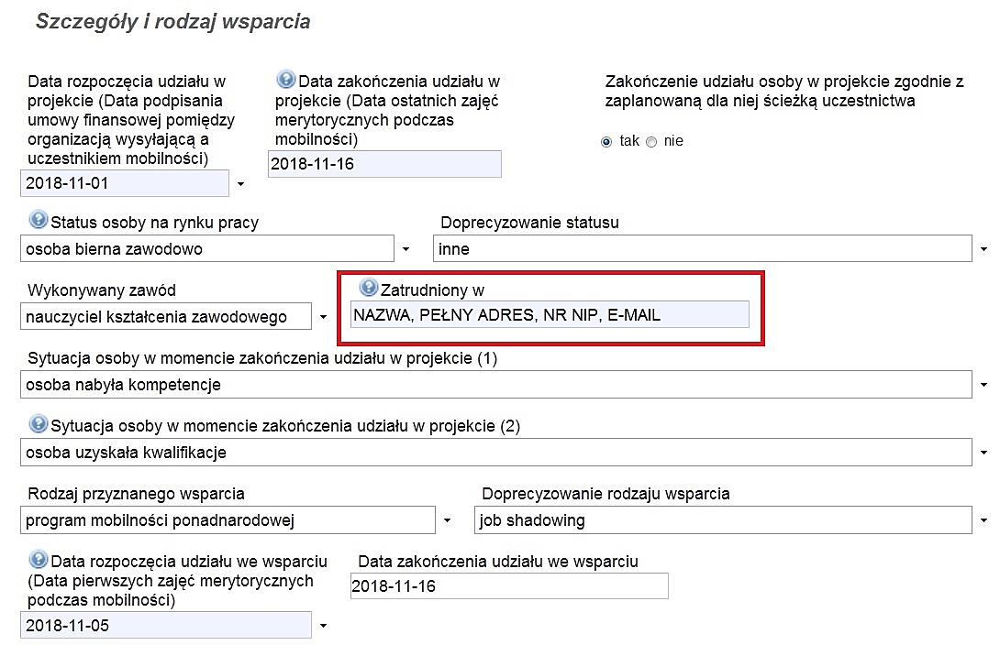 Szczegóły i rodzaj wsparcia
Data rozpoczęcia udziału w
projekcie (Data podpisania
umowy finansowej pomiędzy
organizacją wysyłającą a
uczestnikiem mobilności)
2018-11-01
Data zakończenia udziału w
projekcie (Data ostatnich zajęć
merytorycznych podczas
mobilności)
2018-11-16
Zakończenie udziału osoby w projekcie zgodnie z
zaplanowaną dla niej ścieżką uczestnictwa
tak nie
Status osoby na rynku pracy
osoba bierna zawodowo
Doprecyzowanie statusu
inne
Wykonywany zawód
nauczyciel kształcenia zawodowego
Zatrudniony w
NAZWA, PEŁNY ADRES, NR NIP, E-MAIL
Sytuacja osoby w momencie zakończenia udziału w projekcie (1)
osoba nabyła kompetencje
Sytuacja osoby w momencie zakończenia udziału w projekcie (2)
osoba uzyskała kwalifikacje
Rodzaj przyznanego wsparcia
program mobilności ponadnarodowej
Doprecyzowanie rodzaju wsparcia
job shadowing
Data rozpoczęcia udziału we wsparciu
(Data pierwszych zajęć merytorycznych
podczas mobilności)
2018-11-05
Data zakończenia udziału we wsparciu
2018-11-16